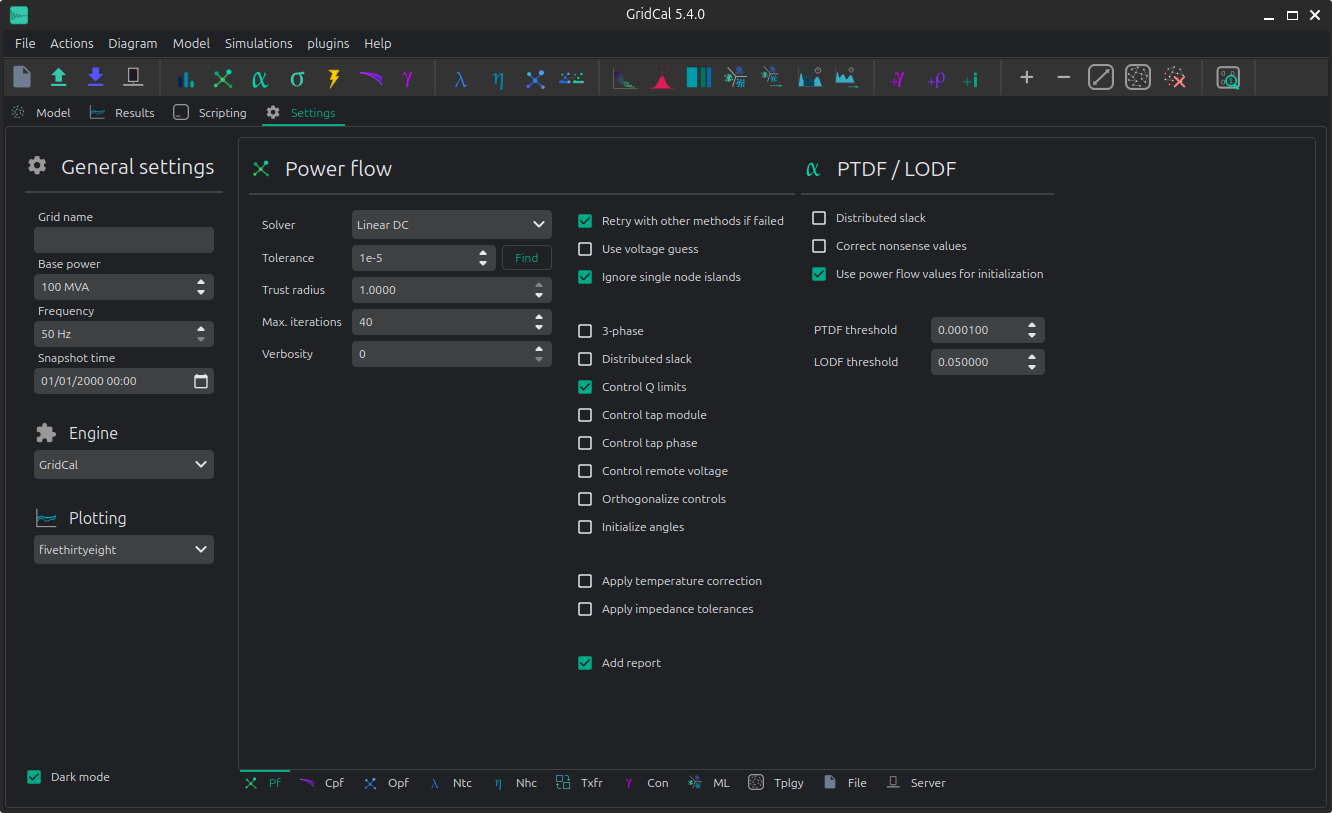 GridCal 5.4.0
File Actions Diagram Model Simulations plugins Help
α σ γ λ η +γ +ρ +i
Model Results Scripting Settings
General settings
Grid name
Base power
100 MVA
Frequency
50 Hz
Snapshot time
01/01/2000 00:00
Engine
GridCal
Plotting
fivethirtyeight
Dark mode
Power flow
Solver Linear DC
Tolerance 1e-5 Find
Trust radius 1.0000
Max. iterations 40
Verbosity 0
Retry with other methods if failed
Use voltage guess
Ignore single node islands
3-phase
Distributed slack
Control Q limits
Control tap module
Control tap phase
Control remote voltage
Orthogonalize controls
Initialize angles
Apply temperature correction
Apply impedance tolerances
Add report
α PTDF / LODF
Distributed slack
Correct nonsense values
Use power flow values for initialization
PTDF threshold 0.000100
LODF threshold 0.050000
Pf Cpf Opf λ Ntc η Nhc Txfr γ Con ML Tplgy File Server